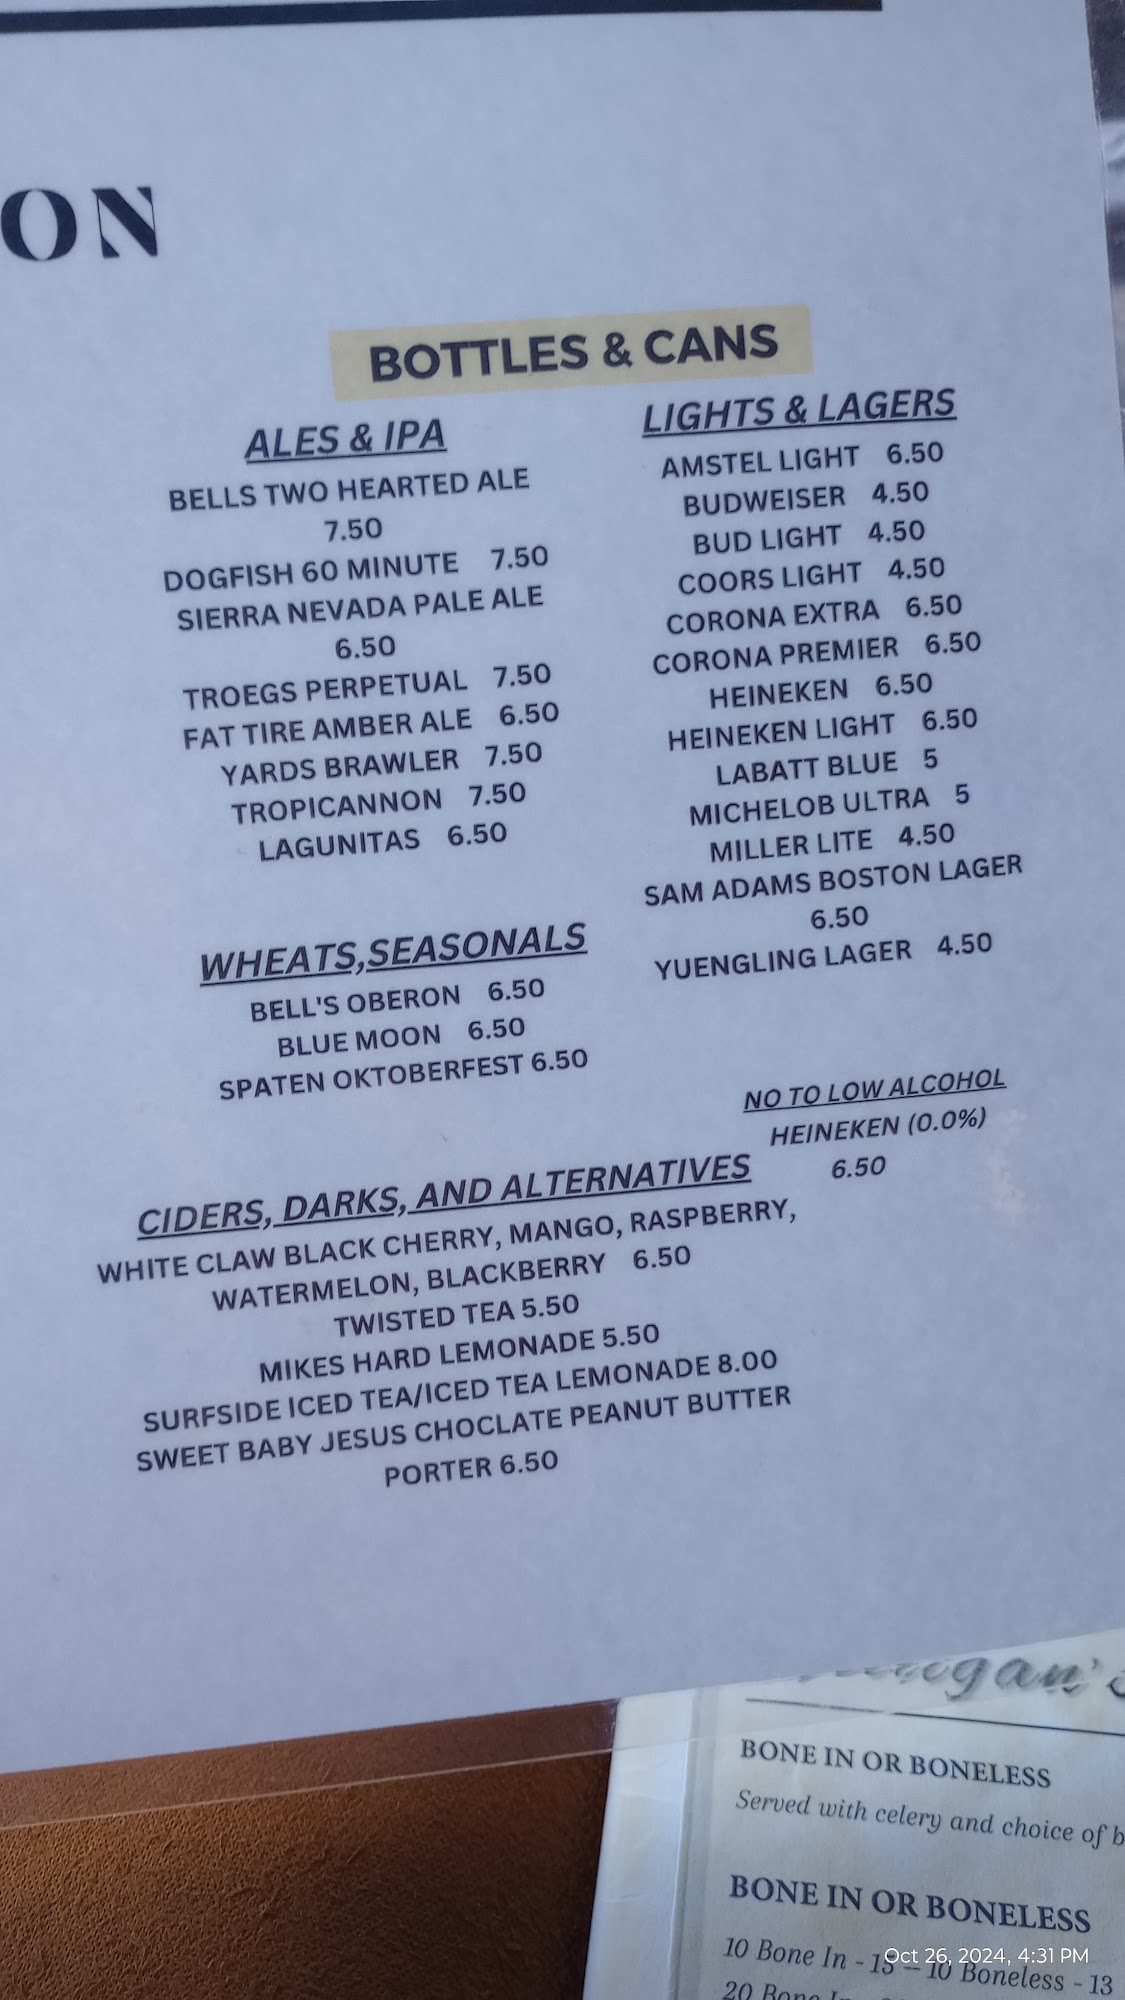 ON
BOTTLES & CANS
ALES & IPA
BELLS TWO HEARTED ALE
7.50
DOGFISH 60 MINUTE 7.50
SIERRA NEVADA PALE ALE
6.50
TROEGS PERPETUAL 7.50
FAT TIRE AMBER ALE 6.50
YARDS BRAWLER 7.50
TROPICANNON 7.50
LAGUNITAS 6.50
WHEATS,SEASONALS
BELL'S OBERON 6.50
BLUE MOON 6.50
SPATEN OKTOBERFEST 6.50
LIGHTS & LAGERS
AMSTEL LIGHT 6.50
BUDWEISER 4.50
BUD LIGHT 4.50
COORS LIGHT 4.50
CORONA EXTRA 6.50
CORONA PREMIER 6.50
HEINEKEN 6.50
HEINEKEN LIGHT 6.50
LABATT BLUE 5
MICHELOB ULTRA 5
MILLER LITE 4.50
SAM ADAMS BOSTON LAGER
6.50
YUENGLING LAGER 4.50
NO TO LOW ALCOHOL
HEINEKEN (0.0%)
6.50
CIDERS, DARKS, AND ALTERNATIVES
WHITE CLAW BLACK CHERRY, MANGO, RASPBERRY,
WATERMELON, BLACKBERRY 6.50
TWISTED TEA 5.50
MIKES HARD LEMONADE 5.50
SURFSIDE ICED TEA/ICED TEA LEMONADE 8.00
SWEET BABY JESUS CHOCLATE PEANUT BUTTER
PORTER 6.50
BONE IN OR BONELESS
Served with celery and choice of b
BONE IN OR BONELESS
10 Bone In - 15 -- 10 Boneless - 13
20 Bone In
Oct 26, 2024, 4:31 PM